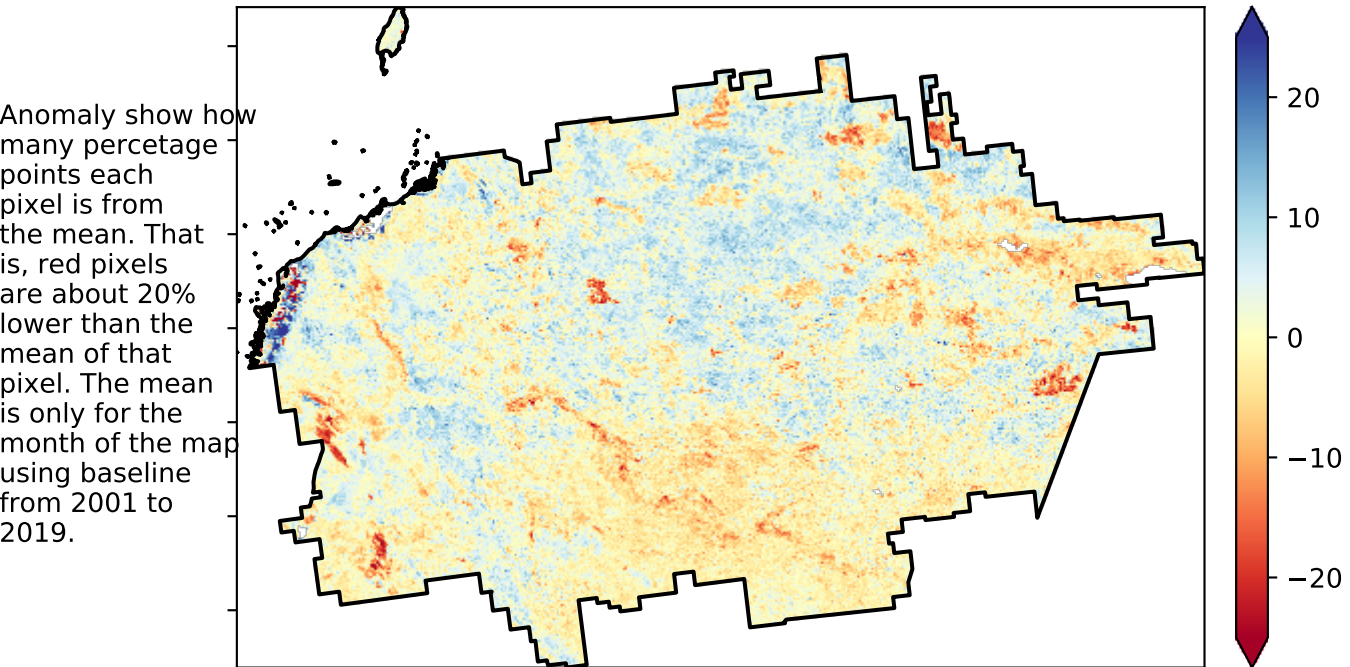 Anomaly show how
many percetage
points each
pixel is from
the mean. That
is, red pixels
are about 20%
lower than the
mean of that
pixel. The mean
is only for the
month of the map
using baseline
from 2001 to
2019.
20
10
0
−10
−20